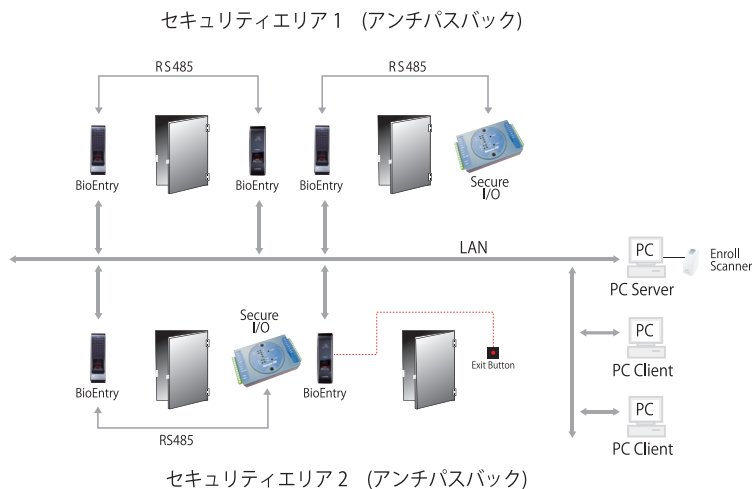 セキュリティエリア 1 (アンチパスバック)
RS485
RS485
BioEntry
BioEntry
BioEntry
Secure
I/O
LAN
PC
Enroll
Scanner
PC Server
Secure
I/O
BioEntry
BioEntry
Exit Button
PC
PC Client
RS485
PC
PC Client
セキュリティエリア 2 (アンチパスバック)